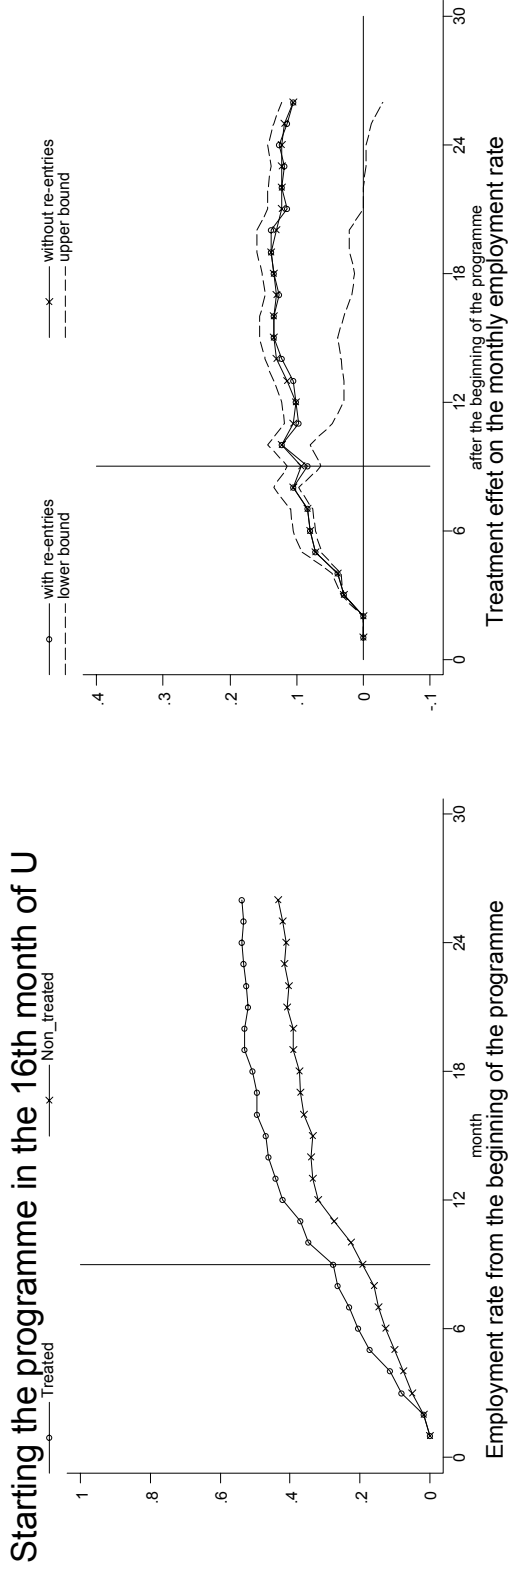 Starting the programme in the 16th month of U
Treated
Non_treated
1
.8
.6
.4
.2
0
0
6
12
18
24
30
month
Employment rate from the beginning of the programme
with re-entries
without re-entries
lower bound
upper bound
.4
.3
.2
.1
0
-.1
0
6
12
18
24
30
after the beginning of the programme
Treatment effet on the monthly employment rate